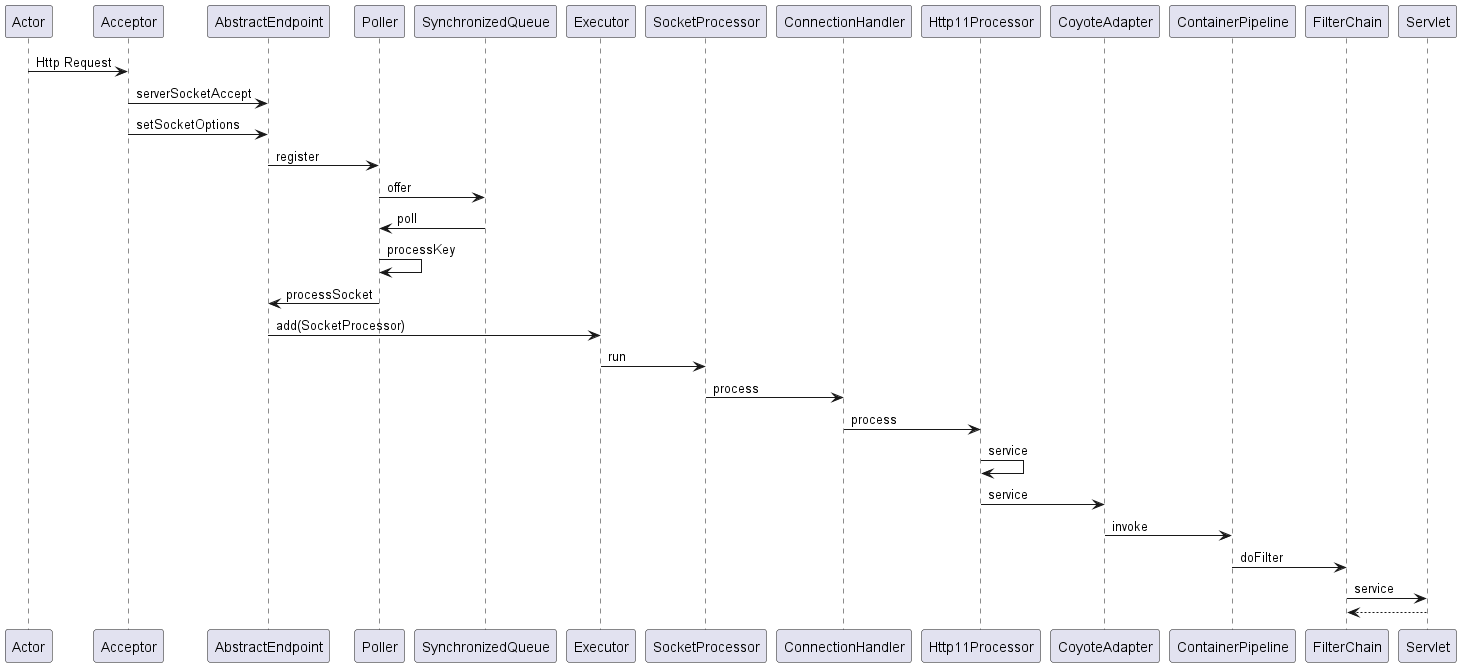 Actor Acceptor AbstractEndpoint Poller SynchronizedQueue Executor SocketProcessor ConnectionHandler Http11Processor CoyoteAdapter ContainerPipeline FilterChain Servlet
Http Request
serverSocketAccept
setSocketOptions
register
offer
poll
processKey
processSocket
add(SocketProcessor)
run
process
process
service
service
invoke
doFilter
service
Actor Acceptor AbstractEndpoint Poller SynchronizedQueue Executor SocketProcessor ConnectionHandler Http11Processor CoyoteAdapter ContainerPipeline FilterChain Servlet